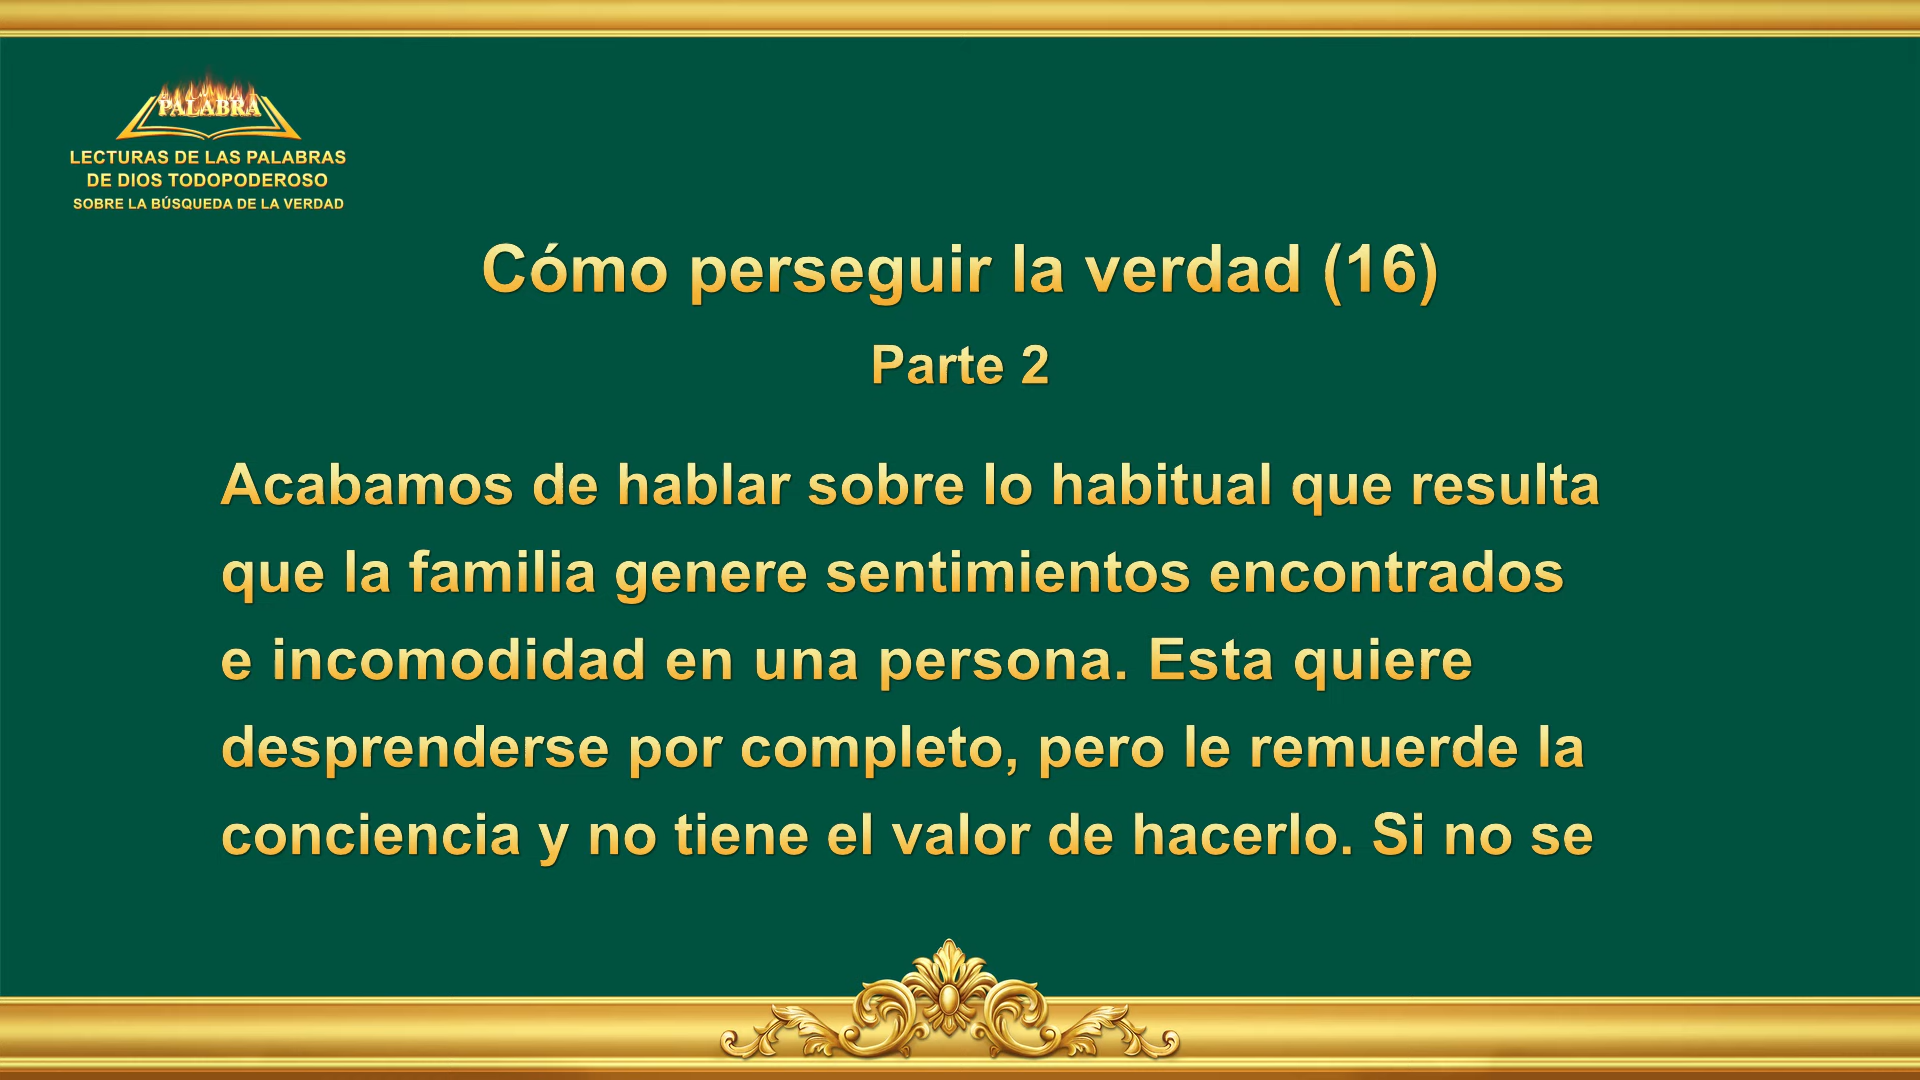 PALABRA
LECTURAS DE LAS PALABRAS
DE DIOS TODOPODEROSO
SOBRE LA BÚSQUEDA DE LA VERDAD
Cómo perseguir la verdad (16)
Parte 2
Acabamos de hablar sobre lo habitual que resulta
que la familia genere sentimientos encontrados
e incomodidad en una persona. Esta quiere
desprenderse por completo, pero le remuerde la
conciencia y no tiene el valor de hacerlo. Si no se